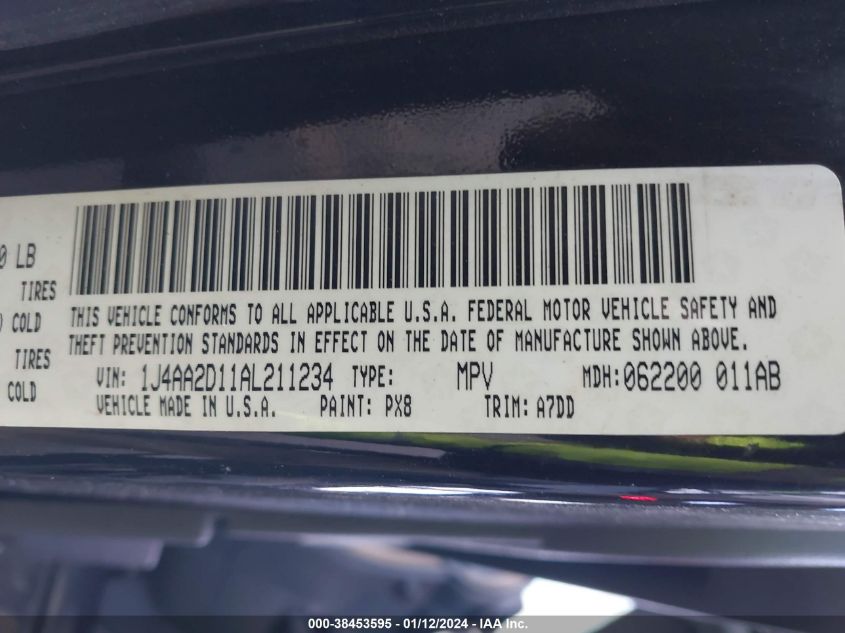 0 LB
TIRES
) COLD
TIRES
COLD
THIS VEHICLE CONFORMS TO ALL APPLICABLE U.S.A. FEDERAL MOTOR VEHICLE SAFETY AND
THEFT PREVENTION STANDARDS IN EFFECT ON THE DATE OF MANUFACTURE SHOWN ABOVE.
VIN: 1J4AA2D11AL211234 TYPE: MPV MDH:062200 011AB
VEHICLE MADE IN U.S.A. PAINT: PX8 TRIM: A7DD
000-38453595 - 01/12/2024 - IAA Inc.